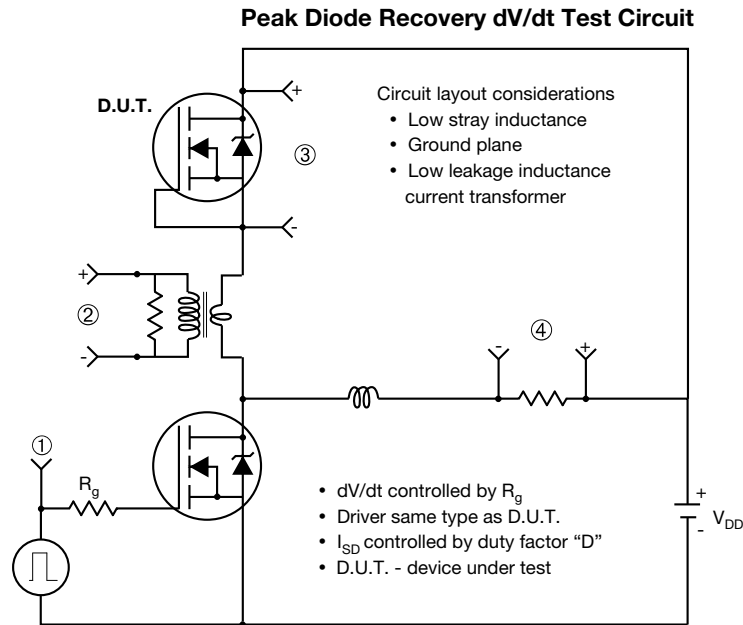 Peak Diode Recovery dV/dt Test Circuit
D.U.T.
+
-
③
Circuit layout considerations
• Low stray inductance
• Ground plane
• Low leakage inductance
current transformer
+
②
-
④
-
+
①
Rg
• dV/dt controlled by Rg
• Driver same type as D.U.T.
• ISD controlled by duty factor “D”
• D.U.T. - device under test
+
-
VDD